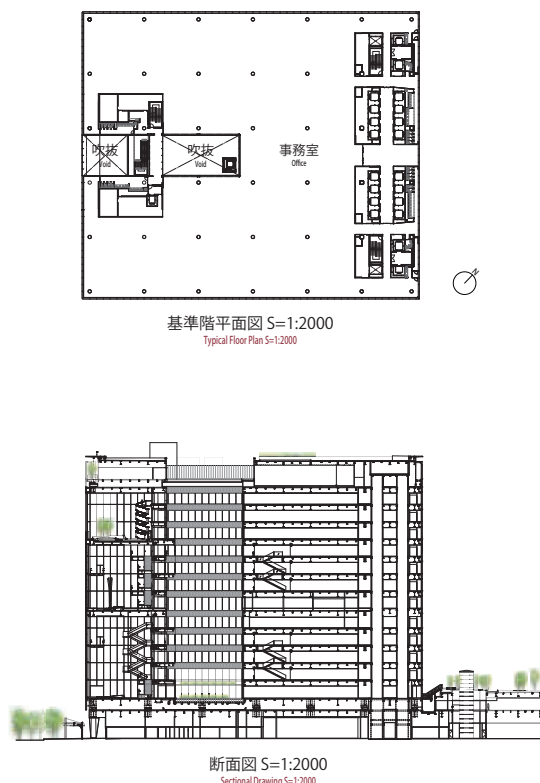 吹抜
Void
吹抜
Void
事務室
Office
N
基準階平面図 S=1:2000
Typical Floor Plan S=1:2000
断面図 S=1:2000
Sectional Drawing S=1:2000